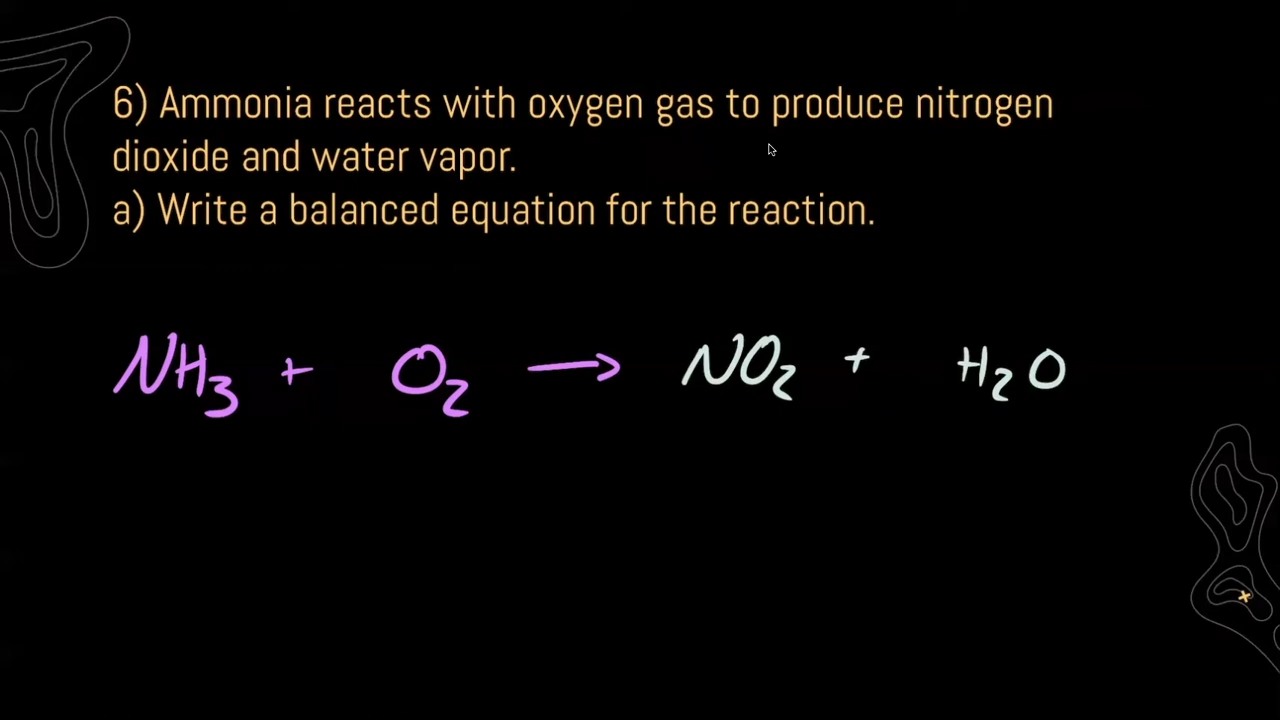 6) Ammonia reacts with oxygen gas to produce nitrogen
dioxide and water vapor.
a) Write a balanced equation for the reaction.
NH₃ + O₂ → NO₂ + H₂O